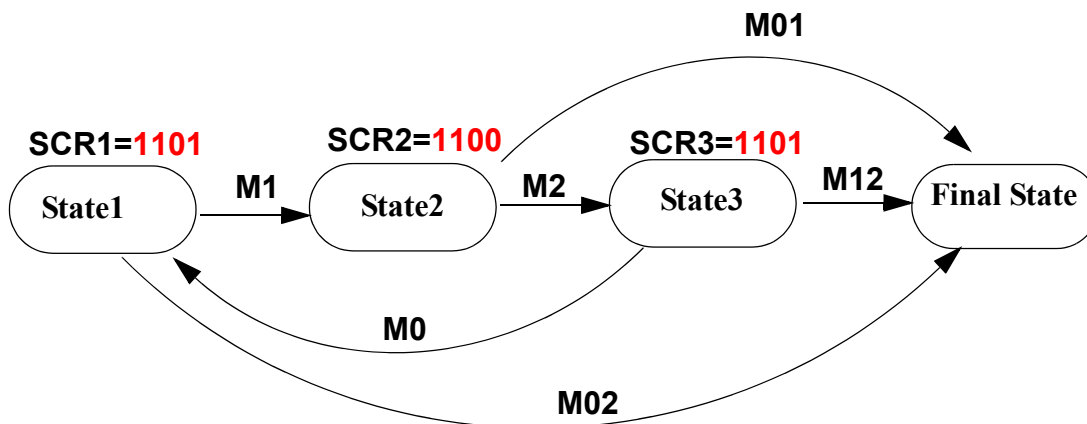 M01
SCR1=1101
SCR2=1100
SCR3=1101
State1
M1
State2
M2
State3
M12
Final State
M0
M02